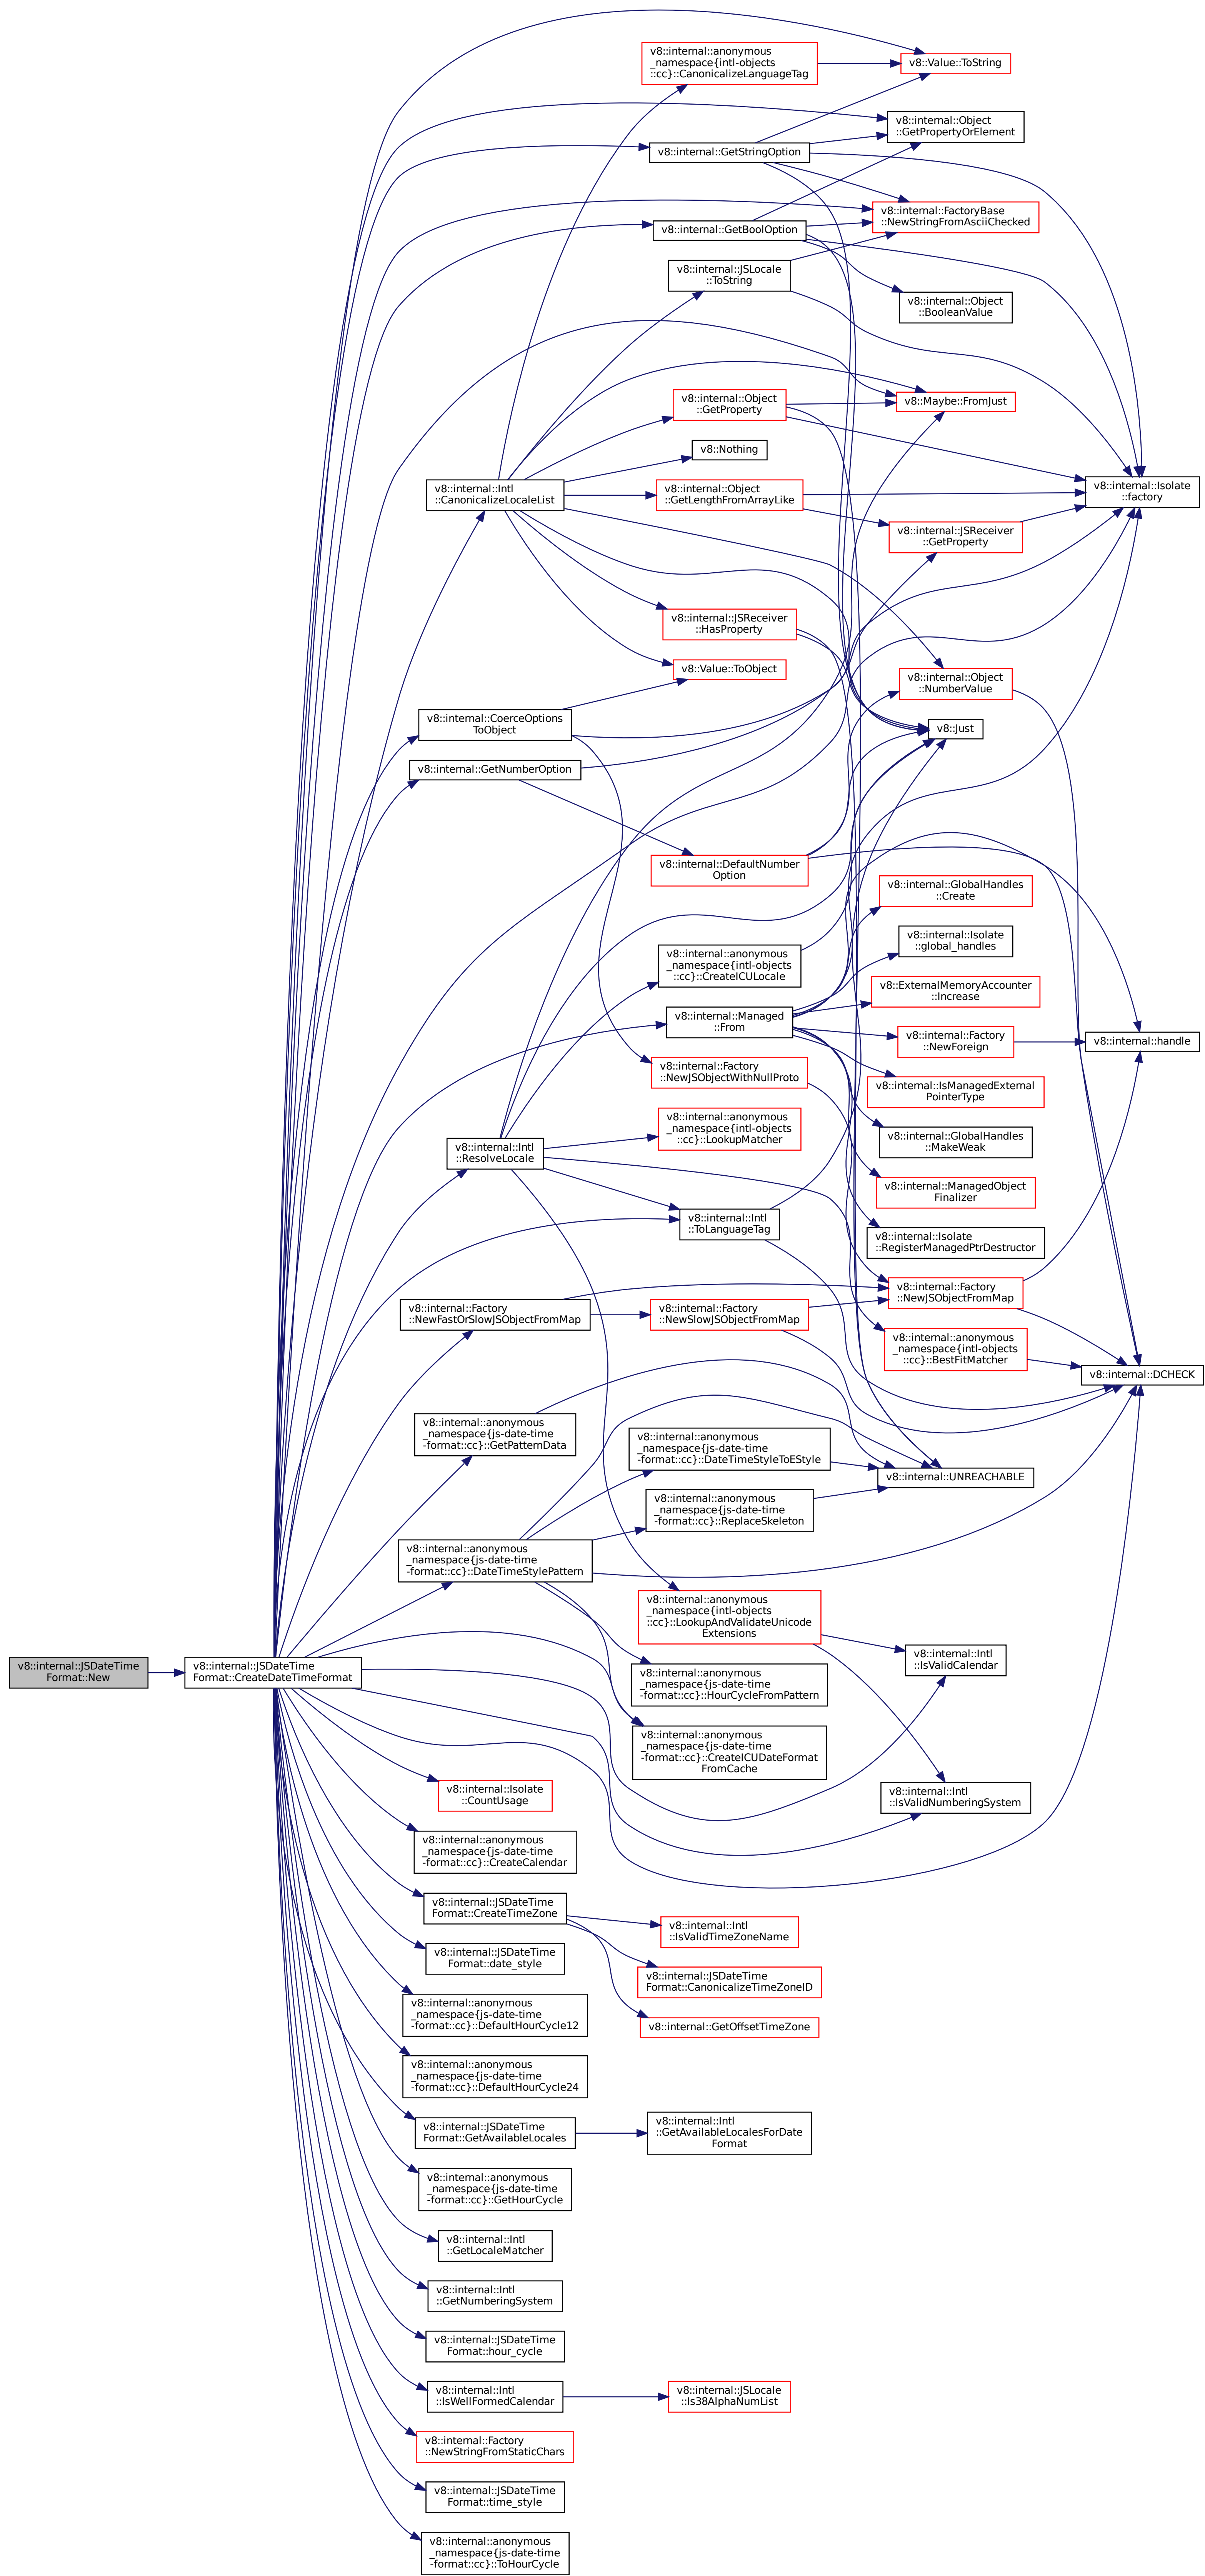 v8::internal::JSDateTime
Format::New
v8::internal::JSDateTime
Format::CreateDateTimeFormat
v8::internal::Intl
::CanonicalizeLocaleList
v8::internal::CoerceOptions
ToObject
v8::internal::GetNumberOption
v8::internal::Intl
::ResolveLocale
v8::internal::Factory
::NewFastOrSlowJSObjectFromMap
v8::internal::anonymous
_namespace{js-date-time
-format::cc}::GetPatternData
v8::internal::anonymous
_namespace{js-date-time
-format::cc}::DateTimeStylePattern
v8::internal::Isolate
::CountUsage
v8::internal::anonymous
_namespace{js-date-time
-format::cc}::CreateCalendar
v8::internal::JSDateTime
Format::CreateTimeZone
v8::internal::JSDateTime
Format::date_style
v8::internal::anonymous
_namespace{js-date-time
-format::cc}::DefaultHourCycle12
v8::internal::anonymous
_namespace{js-date-time
-format::cc}::DefaultHourCycle24
v8::internal::JSDateTime
Format::GetAvailableLocales
v8::internal::anonymous
_namespace{js-date-time
-format::cc}::GetHourCycle
v8::internal::Intl
::GetLocaleMatcher
v8::internal::Intl
::GetNumberingSystem
v8::internal::JSDateTime
Format::hour_cycle
v8::internal::Intl
::IsWellFormedCalendar
v8::internal::Factory
::NewStringFromStaticChars
v8::internal::JSDateTime
Format::time_style
v8::internal::anonymous
_namespace{js-date-time
-format::cc}::ToHourCycle
v8::internal::anonymous
_namespace{intl-objects
::cc}::CanonicalizeLanguageTag
v8::internal::GetStringOption
v8::internal::GetBoolOption
v8::internal::JSLocale
::ToString
v8::internal::Object
::GetProperty
v8::Nothing
v8::internal::Object
::GetLengthFromArrayLike
v8::internal::JSReceiver
::HasProperty
v8::Value::ToObject
v8::internal::DefaultNumber
Option
v8::internal::anonymous
_namespace{intl-objects
::cc}::CreateICULocale
v8::internal::Managed
::From
v8::internal::Factory
::NewJSObjectWithNullProto
v8::internal::anonymous
_namespace{intl-objects
::cc}::LookupMatcher
v8::internal::Intl
::ToLanguageTag
v8::internal::Factory
::NewSlowJSObjectFromMap
v8::internal::anonymous
_namespace{js-date-time
-format::cc}::DateTimeStyleToEStyle
v8::internal::anonymous
_namespace{js-date-time
-format::cc}::ReplaceSkeleton
v8::internal::anonymous
_namespace{intl-objects
::cc}::LookupAndValidateUnicode
Extensions
v8::internal::anonymous
_namespace{js-date-time
-format::cc}::HourCycleFromPattern
v8::internal::anonymous
_namespace{js-date-time
-format::cc}::CreateICUDateFormat
FromCache
v8::internal::Intl
::IsValidTimeZoneName
v8::internal::JSDateTime
Format::CanonicalizeTimeZoneID
v8::internal::GetOffsetTimeZone
v8::internal::Intl
::GetAvailableLocalesForDate
Format
v8::internal::JSLocale
::Is38AlphaNumList
v8::Value::ToString
v8::internal::Object
::GetPropertyOrElement
v8::internal::FactoryBase
::NewStringFromAsciiChecked
v8::internal::Object
::BooleanValue
v8::Maybe::FromJust
v8::internal::JSReceiver
::GetProperty
v8::internal::Object
::NumberValue
v8::Just
v8::internal::GlobalHandles
::Create
v8::internal::Isolate
::global_handles
v8::ExternalMemoryAccounter
::Increase
v8::internal::Factory
::NewForeign
v8::internal::IsManagedExternal
PointerType
v8::internal::GlobalHandles
::MakeWeak
v8::internal::ManagedObject
Finalizer
v8::internal::Isolate
::RegisterManagedPtrDestructor
v8::internal::Factory
::NewJSObjectFromMap
v8::internal::anonymous
_namespace{intl-objects
::cc}::BestFitMatcher
v8::internal::UNREACHABLE
v8::internal::Intl
::IsValidCalendar
v8::internal::Intl
::IsValidNumberingSystem
v8::internal::Isolate
::factory
v8::internal::handle
v8::internal::DCHECK